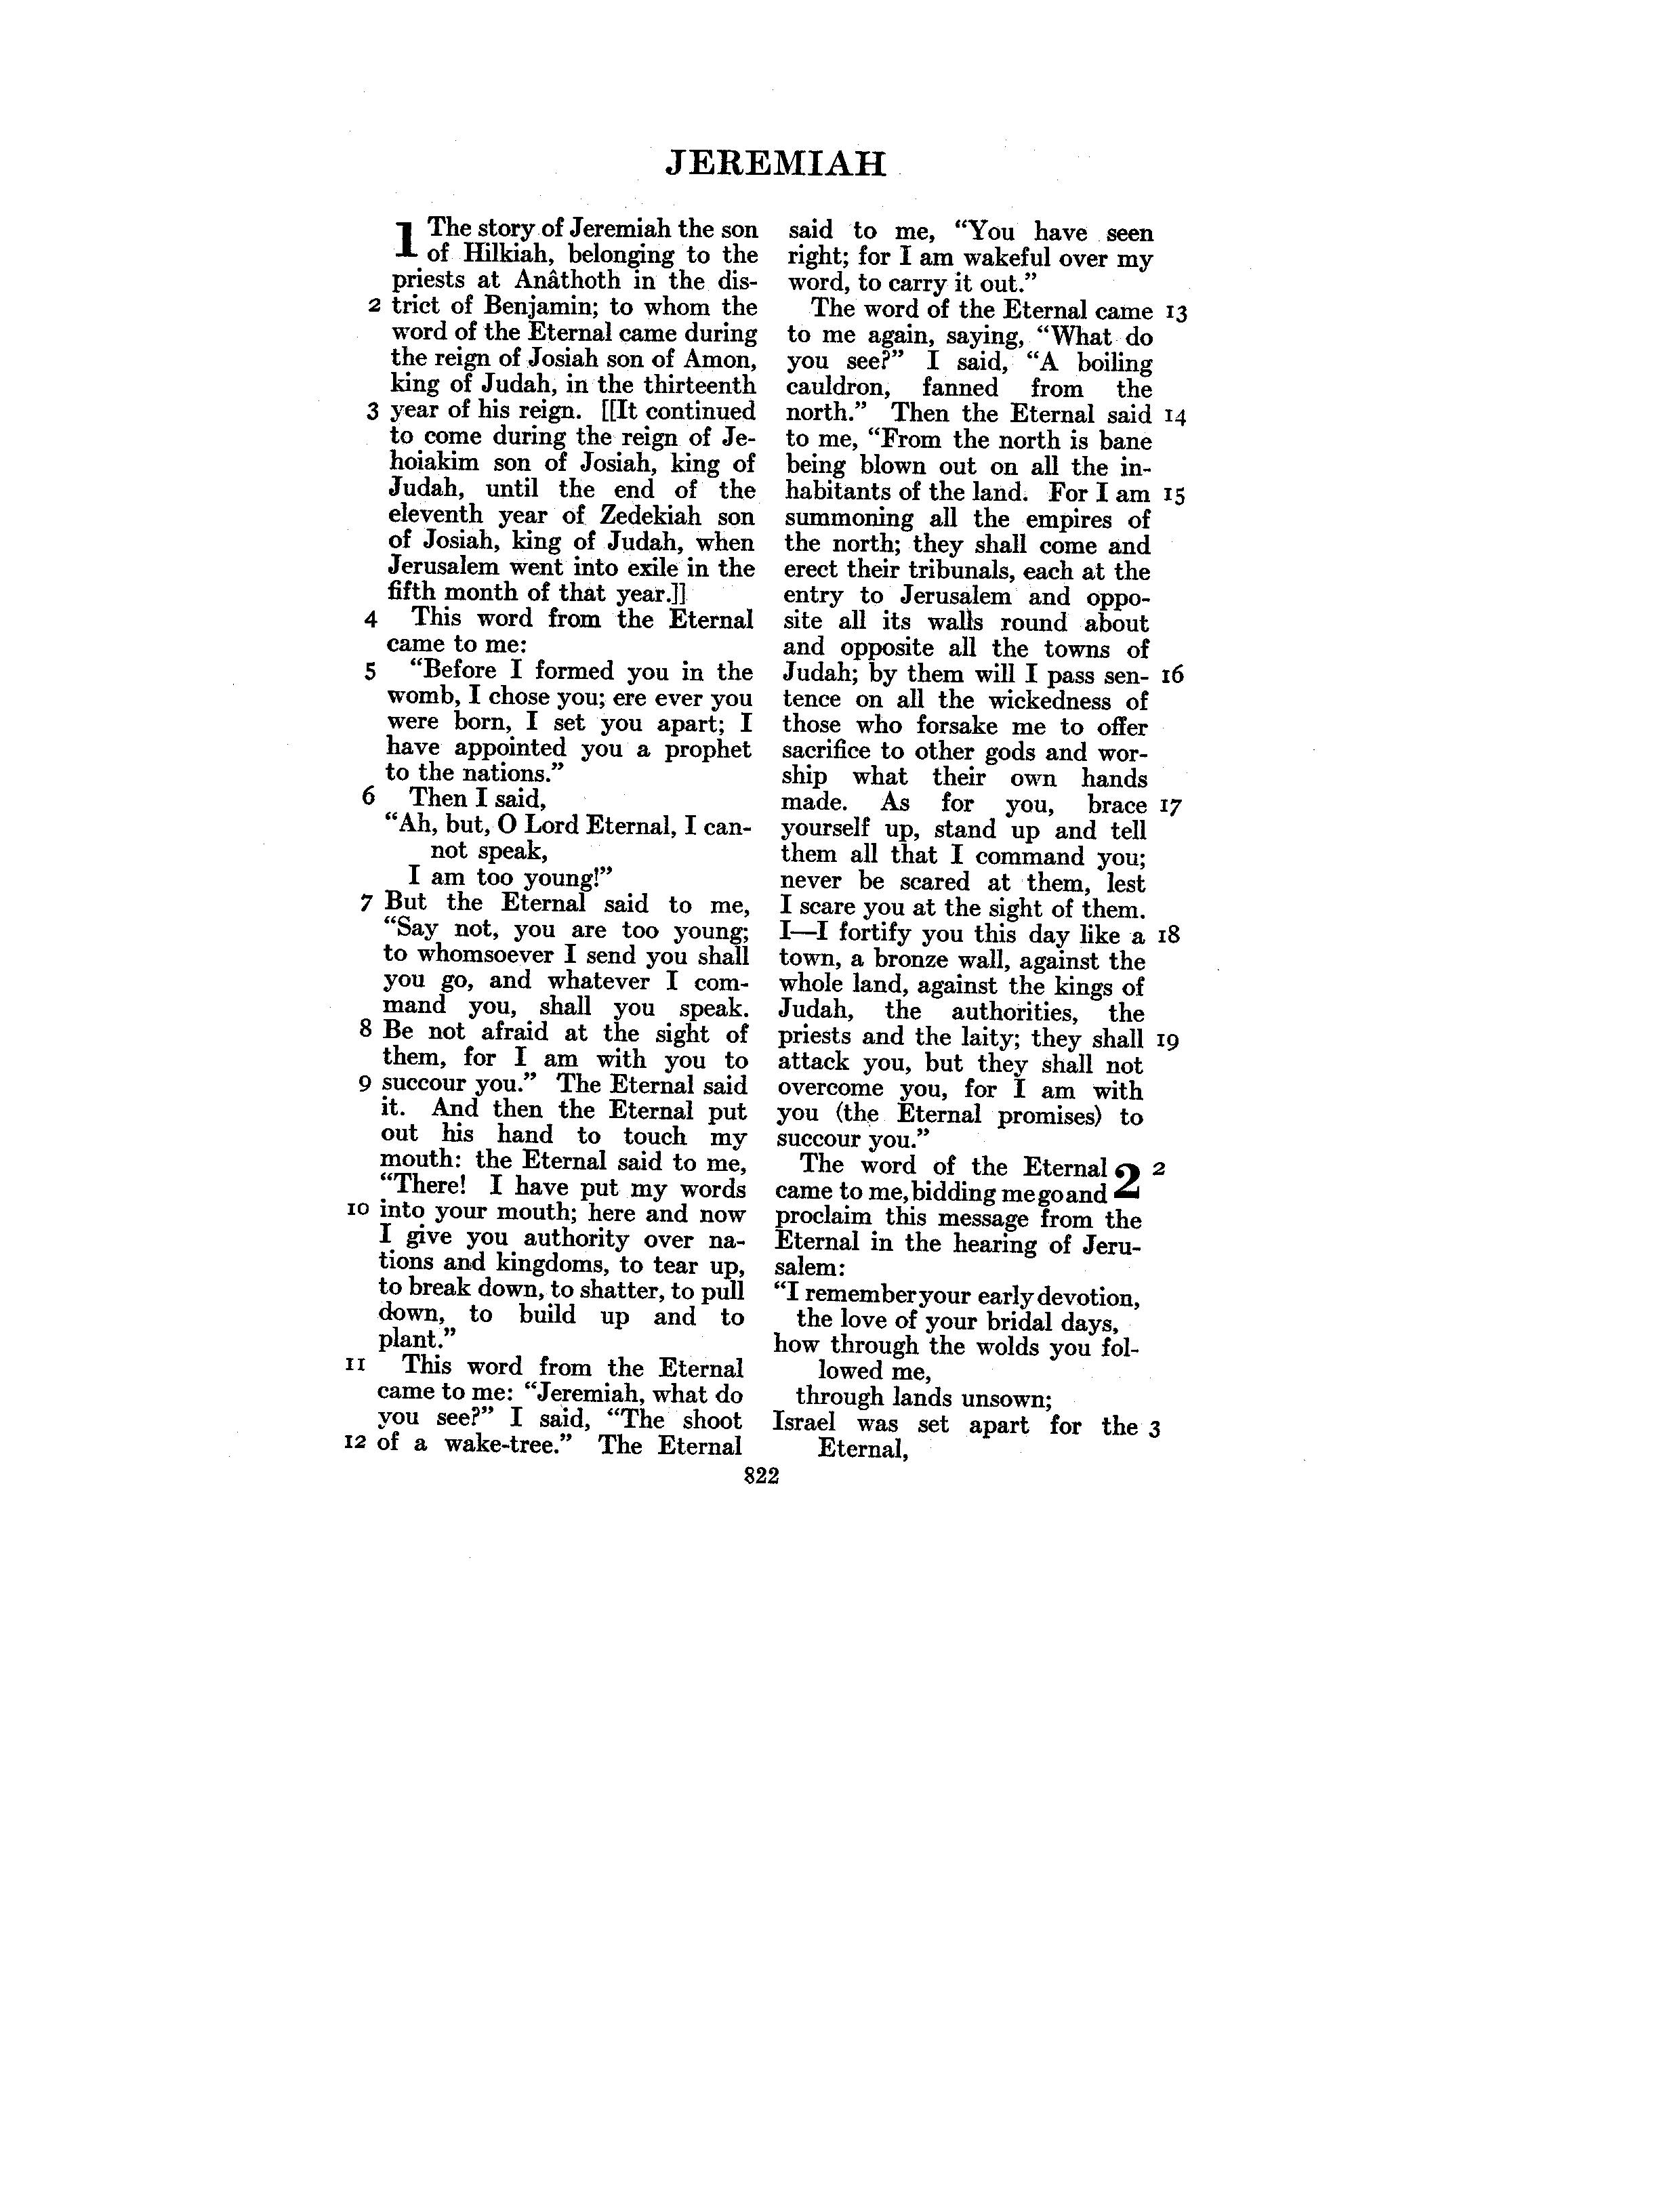 JEREMIAH
1 The story of Jeremiah the son
of Hilkiah, belonging to the
priests at Anâthoth in the dis-
2 trict of Benjamin; to whom the
word of the Eternal came during
the reign of Josiah son of Amon,
king of Judah, in the thirteenth
3 year of his reign. [[It continued
to come during the reign of Je-
hoiakim son of Josiah, king of
Judah, until the end of the
eleventh year of Zedekiah son
of Josiah, king of Judah, when
Jerusalem went into exile in the
fifth month of that year.]]
4 This word from the Eternal
came to me:
5 “Before I formed you in the
womb, I chose you; ere ever you
were born, I set you apart; I
have appointed you a prophet
to the nations.”
6 Then I said,
“Ah, but, O Lord Eternal, I can-
not speak,
I am too young!”
7 But the Eternal said to me,
“Say not, you are too young;
to whomsoever I send you shall
you go, and whatever I com-
mand you, shall you speak.
8 Be not afraid at the sight of
them, for I am with you to
9 succour you.” The Eternal said
it. And then the Eternal put
out his hand to touch my
mouth: the Eternal said to me,
“There! I have put my words
10 into your mouth; here and now
I give you authority over na-
tions and kingdoms, to tear up,
to break down, to shatter, to pull
down, to build up and to
plant.”
11 This word from the Eternal
came to me: “Jeremiah, what do
you see?” I said, “The shoot
12 of a wake-tree.” The Eternal
said to me, “You have seen
right; for I am wakeful over my
word, to carry it out.”
The word of the Eternal came 13
to me again, saying, “What do
you see?” I said, “A boiling
cauldron, fanned from the
north.” Then the Eternal said 14
to me, “From the north is bane
being blown out on all the in-
habitants of the land. For I am 15
summoning all the empires of
the north; they shall come and
erect their tribunals, each at the
entry to Jerusalem and oppo-
site all its walls round about
and opposite all the towns of
Judah; by them will I pass sen- 16
tence on all the wickedness of
those who forsake me to offer
sacrifice to other gods and wor-
ship what their own hands
made. As for you, brace 17
yourself up, stand up and tell
them all that I command you;
never be scared at them, lest
I scare you at the sight of them.
I—I fortify you this day like a 18
town, a bronze wall, against the
whole land, against the kings of
Judah, the authorities, the
priests and the laity; they shall 19
attack you, but they shall not
overcome you, for I am with
you (the Eternal promises) to
succour you.”
The word of the Eternal 2 2
came to me, bidding me go and
proclaim this message from the
Eternal in the hearing of Jeru-
salem:
“I remember your early devotion,
the love of your bridal days,
how through the wolds you fol-
lowed me,
through lands unsown;
Israel was set apart for the 3
Eternal,
822